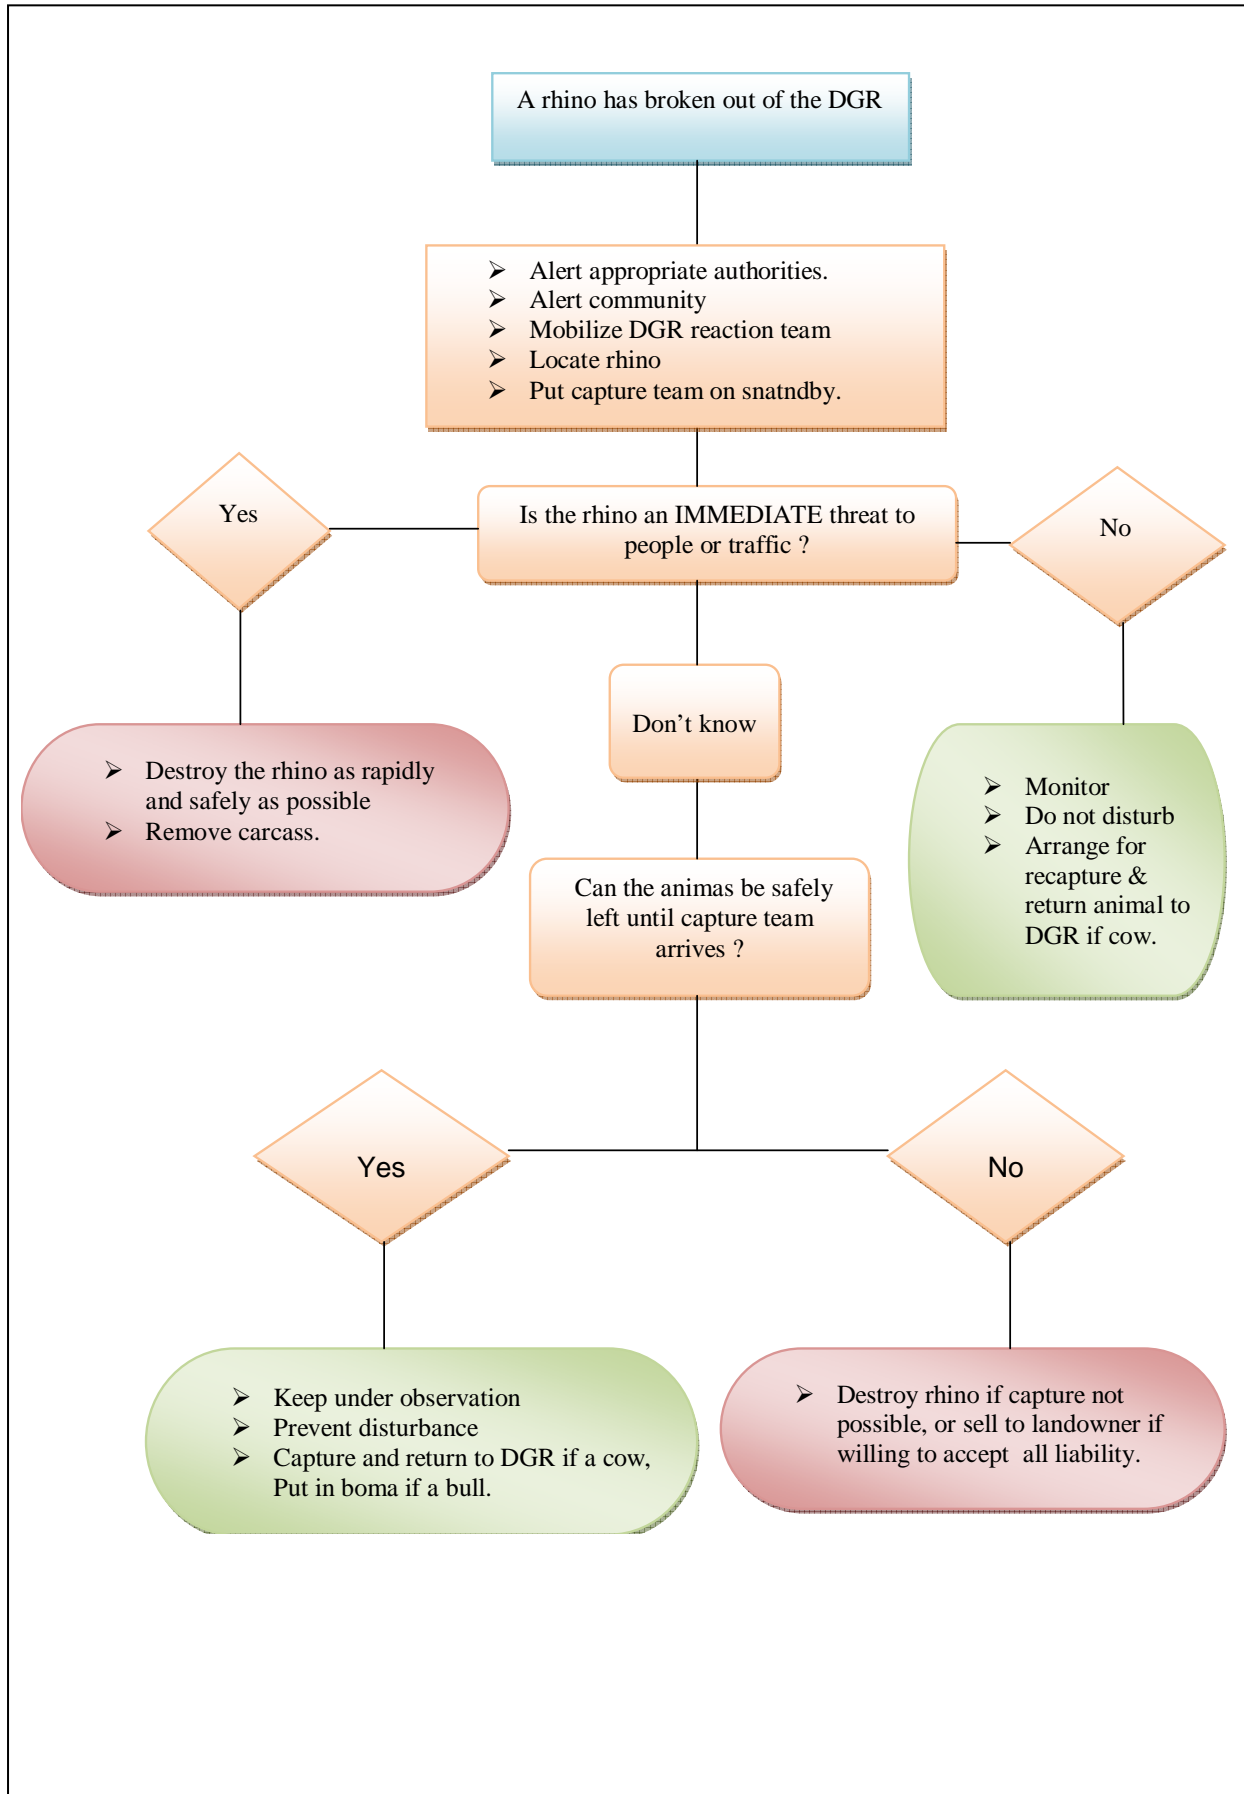 A rhino has broken out of the DGR
➢ Alert appropriate authorities.
➢ Alert community
➢ Mobilize DGR reaction team
➢ Locate rhino
➢ Put capture team on snatndby.
Yes
Is the rhino an IMMEDIATE threat to
people or traffic ?
No
Don’t know
➢ Destroy the rhino as rapidly
and safely as possible
➢ Remove carcass.
➢ Monitor
➢ Do not disturb
➢ Arrange for
recapture &
return animal to
DGR if cow.
Can the animas be safely
left until capture team
arrives ?
Yes
No
➢ Keep under observation
➢ Prevent disturbance
➢ Capture and return to DGR if a cow,
Put in boma if a bull.
➢ Destroy rhino if capture not
possible, or sell to landowner if
willing to accept  all liability.